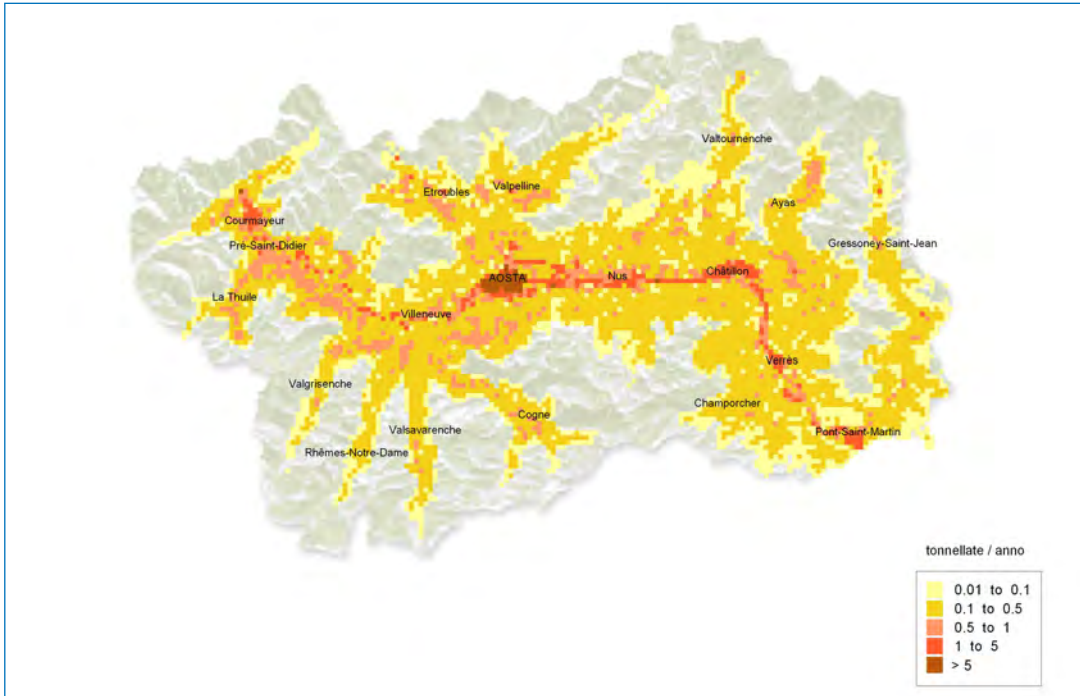 Valtournenche
Etroubles
Valpelline
Ayas
Courmayeur
Pré-Saint-Didier
Gressoney-Saint-Jean
AOSTA
Nus
Châtillon
La Thuile
Villeneuve
Verrès
Valgrisenche
Champorcher
Cogne
Valsavarenche
Pont-Saint-Martin
Rhêmes-Notre-Dame
tonnellate / anno
0.01 to 0.1
0.1 to 0.5
0.5 to 1
1 to 5
> 5